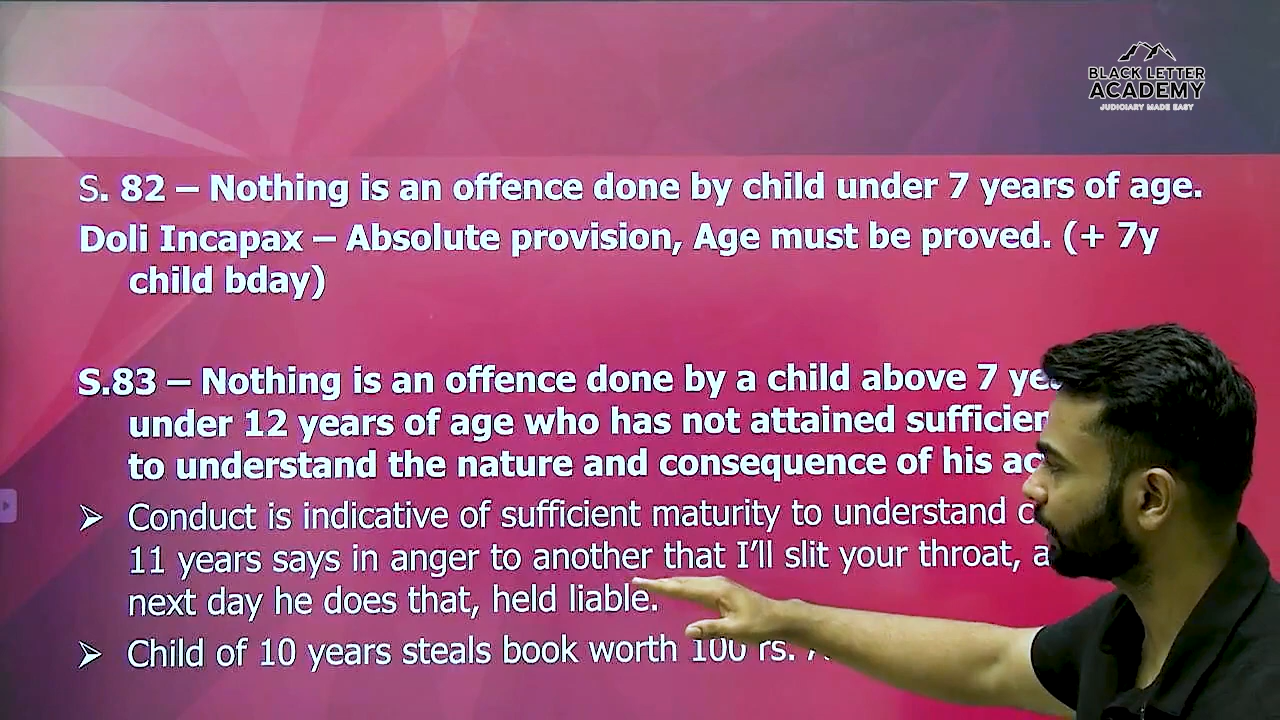 BLACK LETTER
ACADEMY
JUDICIARY MADE EASY
S. 82 – Nothing is an offence done by child under 7 years of age.
Doli Incapax – Absolute provision, Age must be proved. (+ 7y
child bday)
S.83 – Nothing is an offence done by a child above 7
under 12 years of age who has not attained
to understand the nature and consequence of his
➢ Conduct is indicative of sufficient maturity to understand
11 years says in anger to another that I’ll slit your throat,
next day he does that, held liable.
➢ Child of 10 years steals book worth 100 rs.